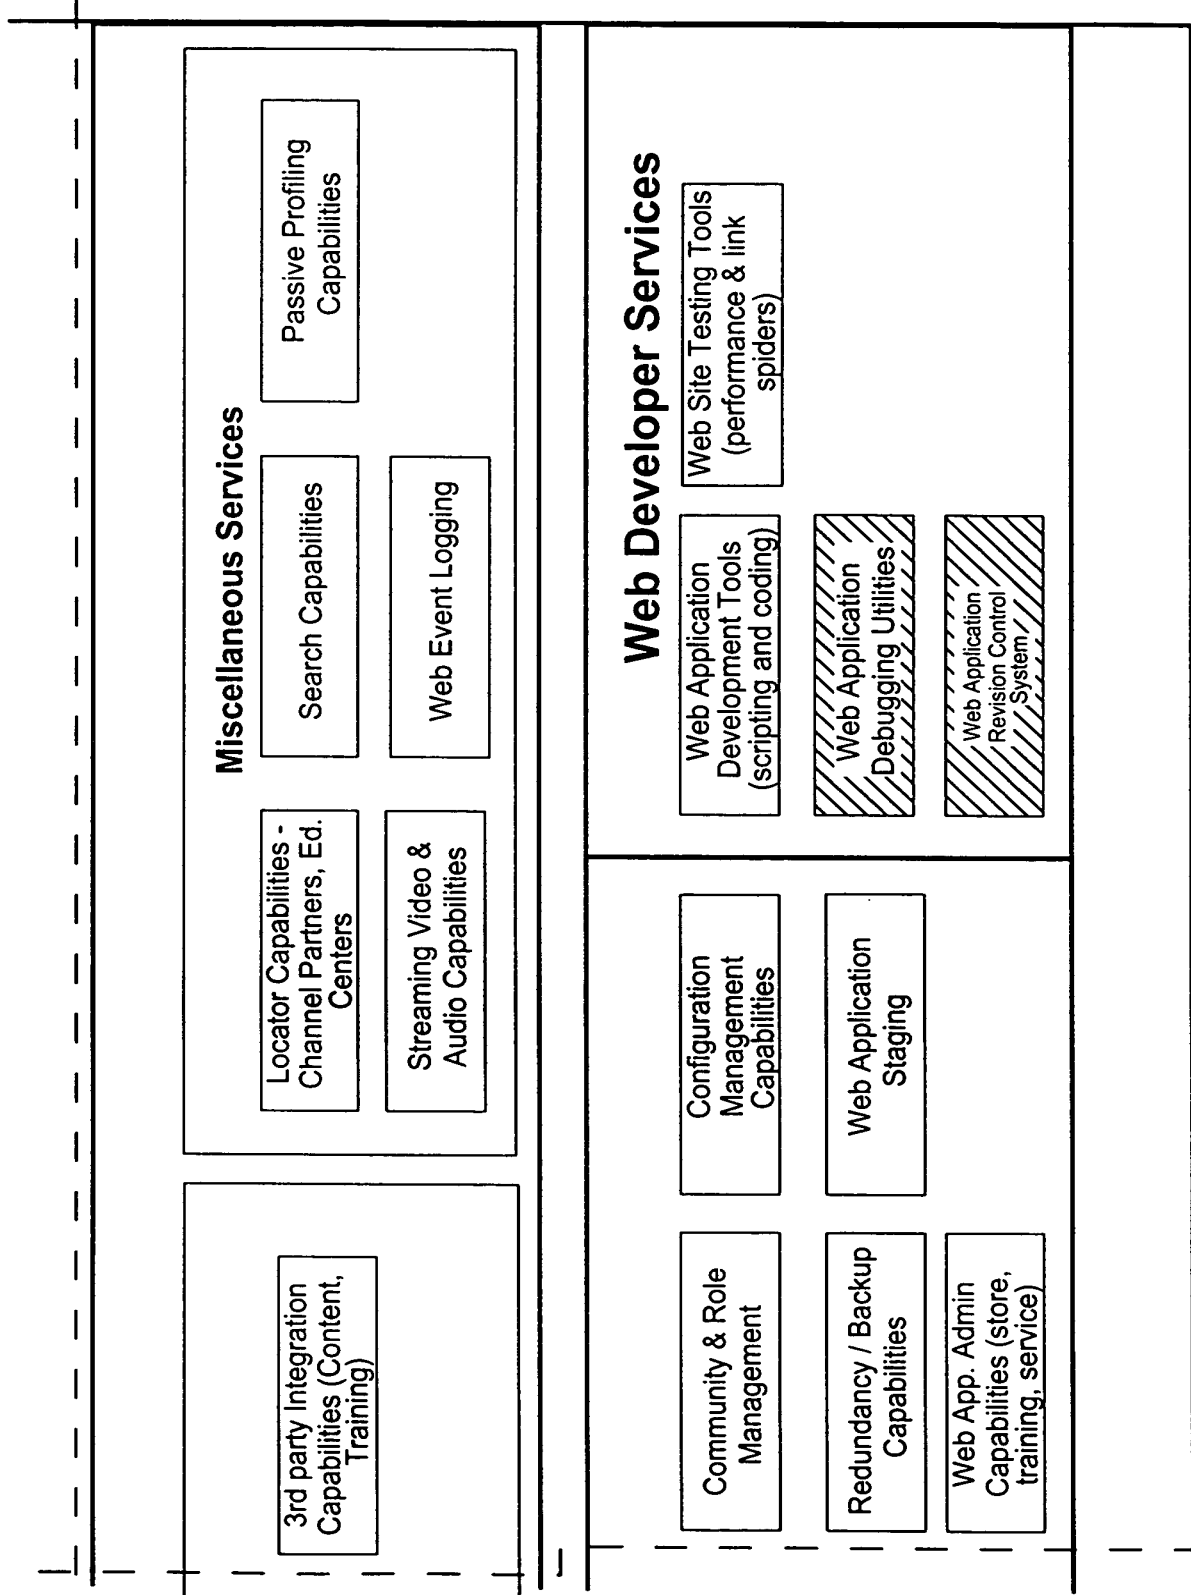 Miscellaneous Services
3rd party Integration
Capabilities (Content,
Training)
Locator Capabilities -
Channel Partners, Ed.
Centers
Search Capabilities
Passive Profiling
Capabilities
Streaming Video &
Audio Capabilities
Web Event Logging
Web Developer Services
Community & Role
Management
Configuration
Management
Capabilities
Web Application
Development Tools
(scripting and coding)
Web Site Testing Tools
(performance & link
spiders)
Redundancy / Backup
Capabilities
Web Application
Staging
Web Application
Debugging Utilities
Web App. Admin
Capabilities (store,
training, service)
Web Application
Revision Control
System